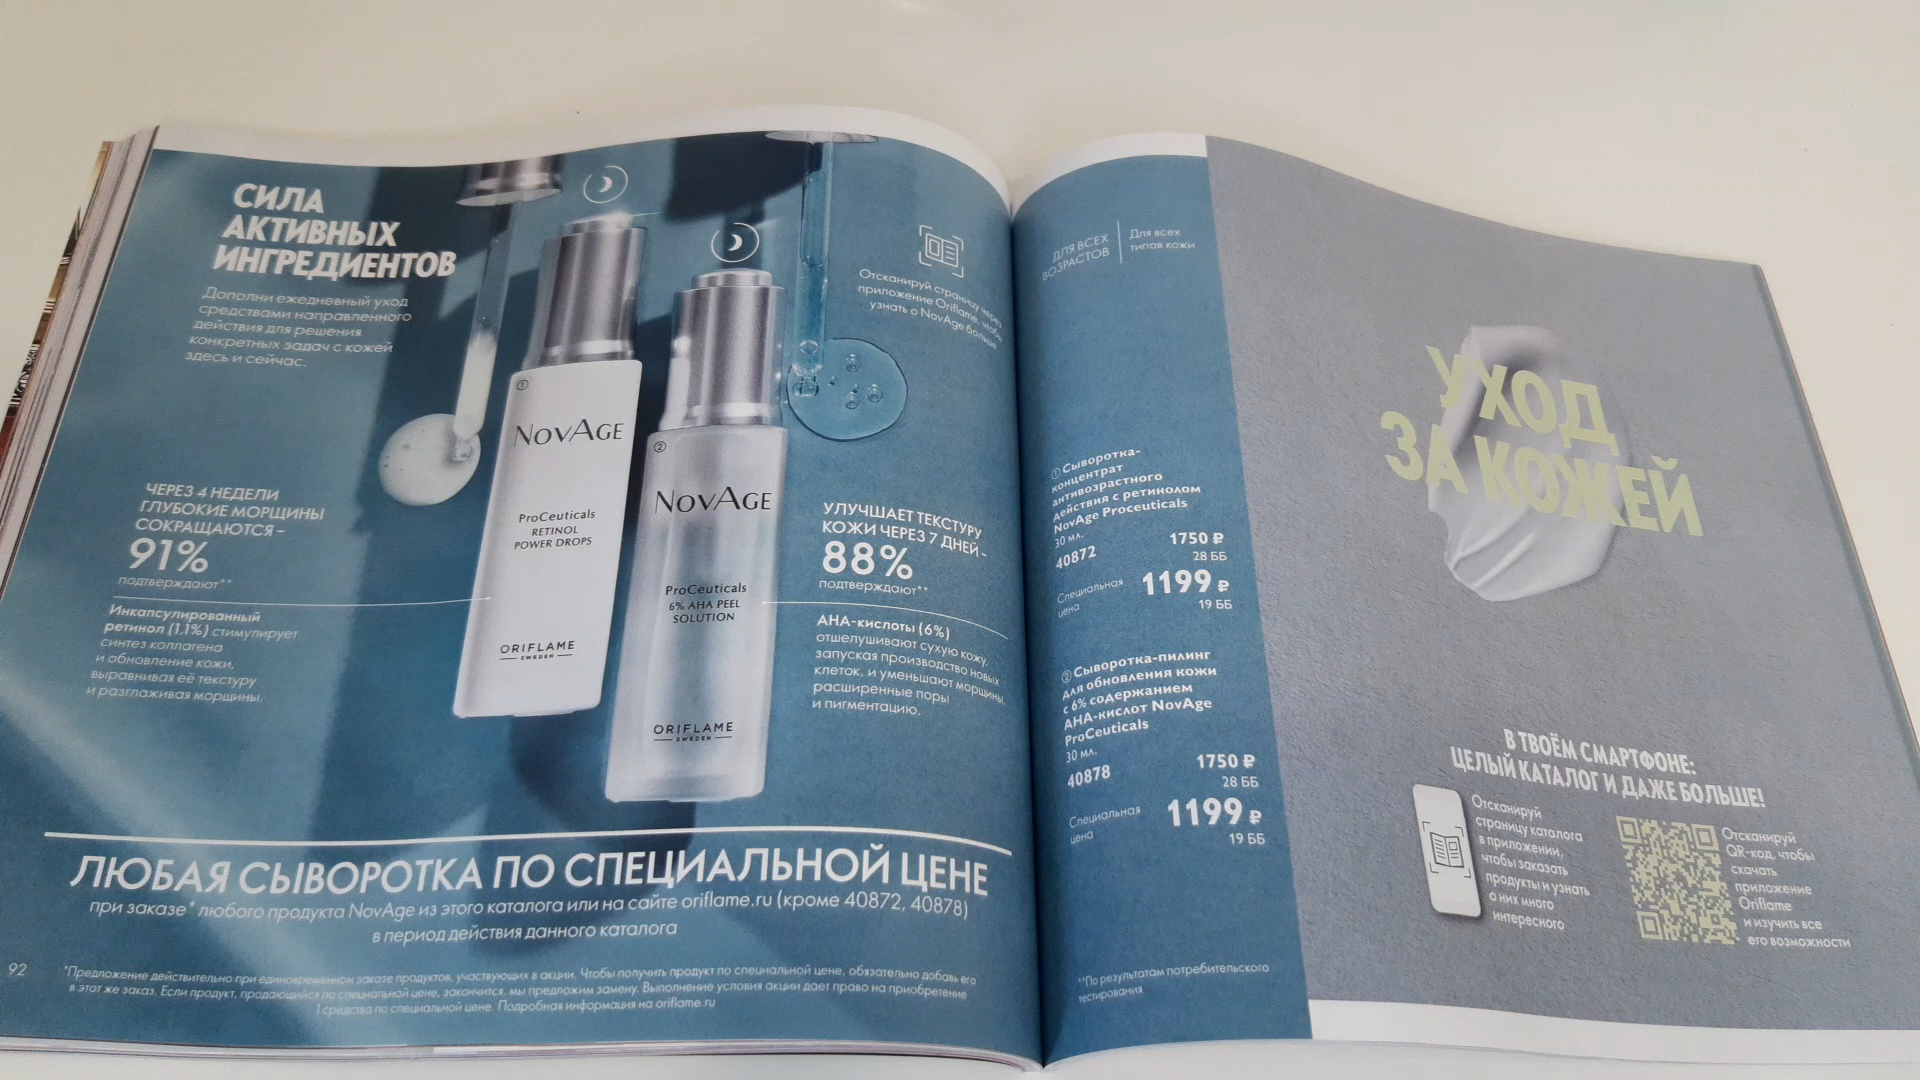 СИЛА
АКТИВНЫХ
ИНГРЕДИЕНТОВ
Дополни ежедневный уход
средствами направленного
действия для решения
конкретных задач с кожей
здесь и сейчас.
Отсканируй страницу через
приложение Oriflame, чтобы
узнать о NovAge больше
ЧЕРЕЗ 4 НЕДЕЛИ
ГЛУБОКИЕ МОРЩИНЫ
СОКРАЩАЮТСЯ –
91%
подтверждают**
Инкапсулированный
ретинол (1,1%) стимулирует
синтез коллагена
и обновление кожи,
выравнивая её текстуру
и разглаживая морщины.
①
NOVAGE
ProCeuticals
RETINOL
POWER DROPS
ORIFLAME
SWEDEN
②
NOVAGE
ProCeuticals
6% AHA PEEL
SOLUTION
ORIFLAME
SWEDEN
УЛУЧШАЕТ ТЕКСТУРУ
КОЖИ ЧЕРЕЗ 7 ДНЕЙ –
88%
подтверждают**
АНА-кислоты (6%)
отшелушивают сухую кожу,
запуская производство новых
клеток, и уменьшают морщины,
расширенные поры
и пигментацию.
ЛЮБАЯ СЫВОРОТКА ПО СПЕЦИАЛЬНОЙ ЦЕНЕ
при заказе* любого продукта NovAge из этого каталога или на сайте oriflame.ru (кроме 40872, 40878)
в период действия данного каталога
92
*Предложение действительно при единовременном заказе продуктов, участвующих в акции. Чтобы получить продукт по специальной цене, обязательно добавь его
в этот же заказ. Если продукт, продающийся по специальной цене, закончится, мы предложим замену. Выполнение условия акции дает право на приобретение
1 средства по специальной цене. Подробная информация на oriflame.ru
ДЛЯ ВСЕХ
ВОЗРАСТОВ
Для всех
типов кожи
① Сыворотка-
концентрат
антивозрастного
действия с ретинолом
NovAge Proceuticals
30 мл.
40872
1750 ₽
28 ББ
Специальная
цена
1199 ₽
19 ББ
② Сыворотка-пилинг
для обновления кожи
с 6% содержанием
АНА-кислот NovAge
ProCeuticals
30 мл.
40878
1750 ₽
28 ББ
Специальная
цена
1199 ₽
19 ББ
**По результатам потребительского
тестирования
УХОД
ЗА КОЖЕЙ
В ТВОЁМ СМАРТФОНЕ:
ЦЕЛЫЙ КАТАЛОГ И ДАЖЕ БОЛЬШЕ!
Отсканируй
страницу каталога
в приложении,
чтобы заказать
продукты и узнать
о них много
интересного
Отсканируй
QR-код, чтобы
скачать
приложение
Oriflame
и изучить все
его возможности